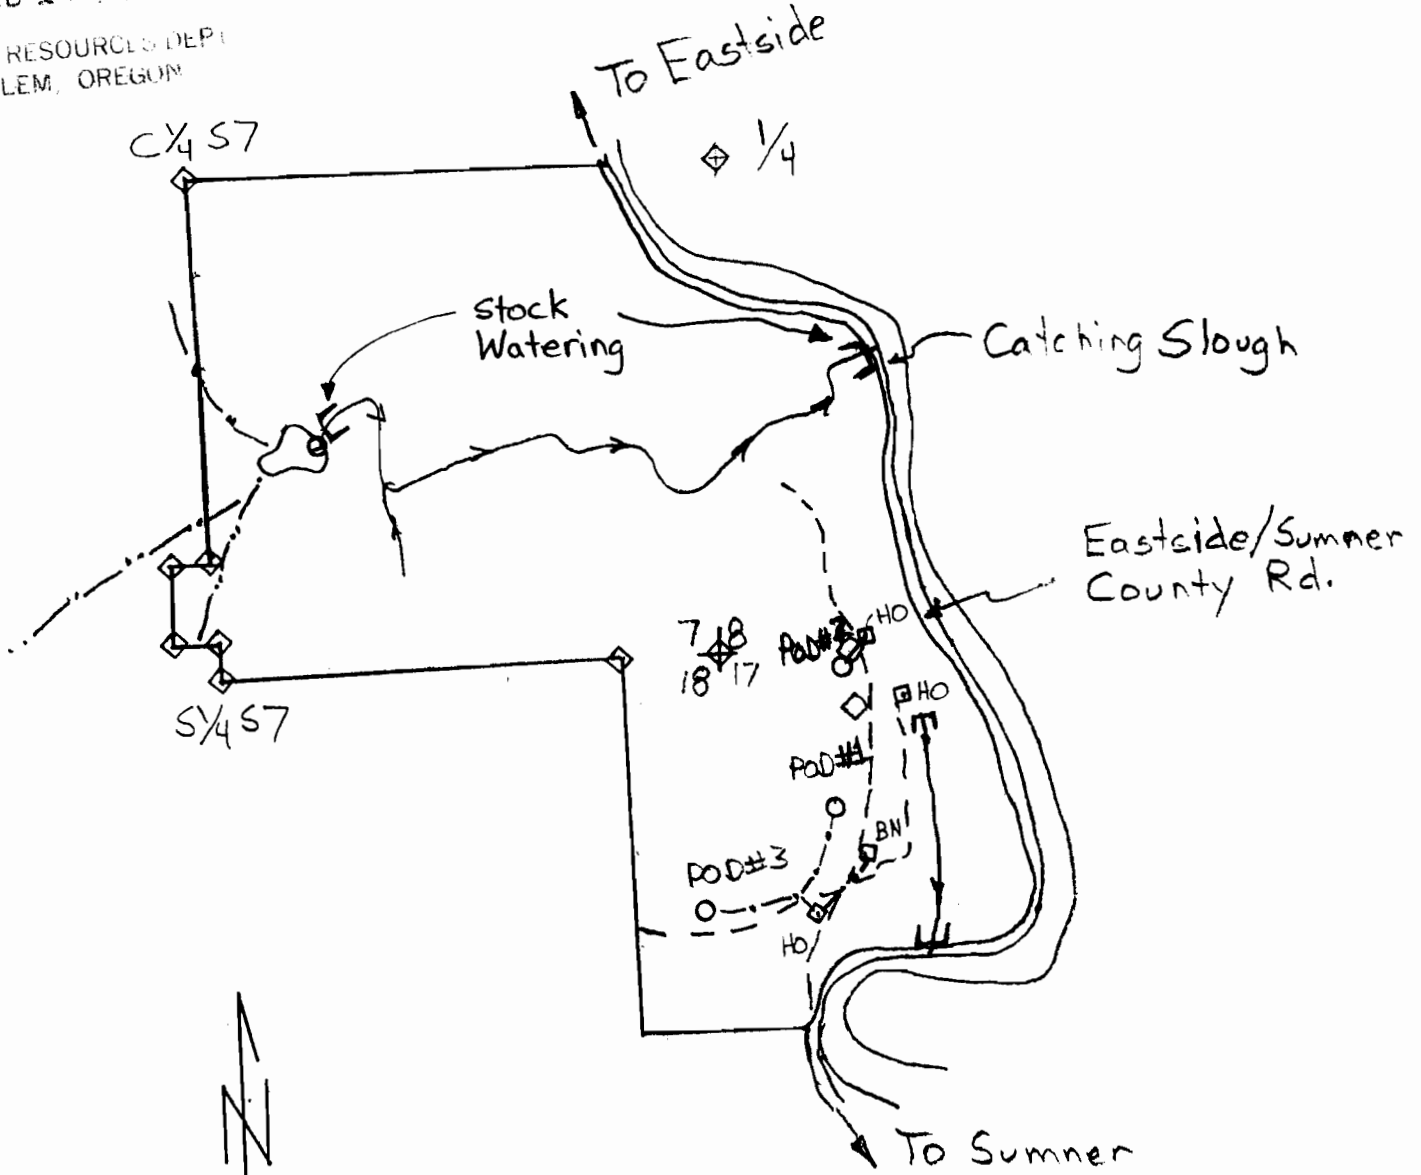 RESOURCES DEPT
LEM, OREGON
To Eastside
C1/4 S7
1/4
Stock
Watering
Catching Slough
Eastside/Sumner
County Rd.
HO
7 8
18 17
POD#2
HO
S1/4 S7
POD#1
BN
POD#3
HO
N
To Sumner